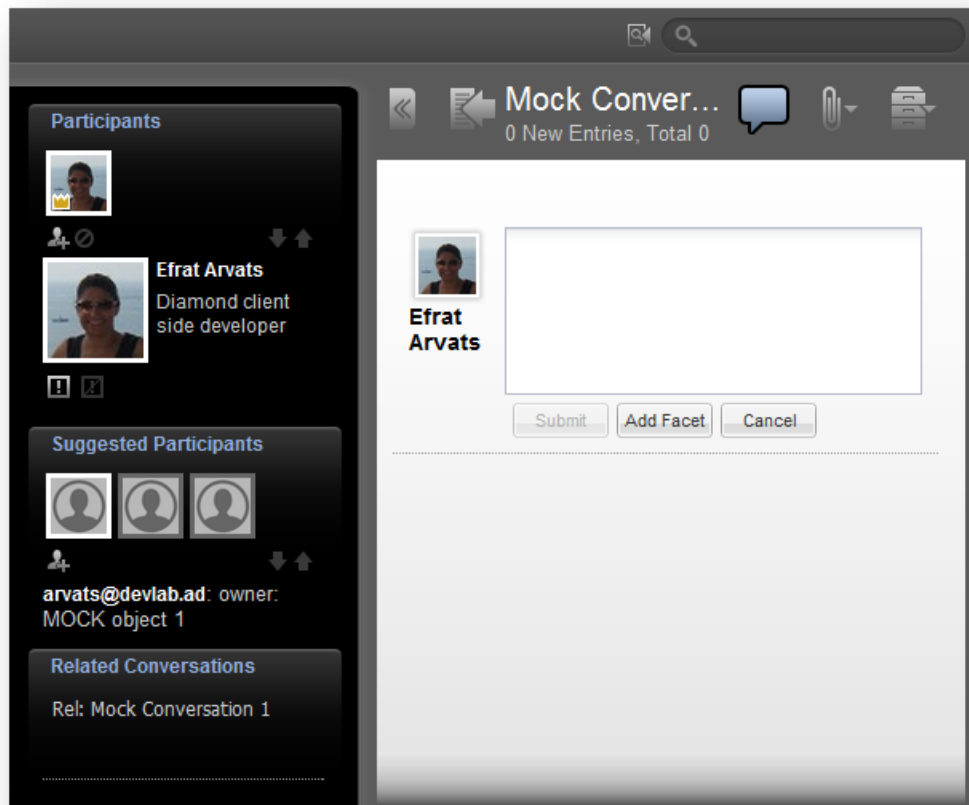 Participants
Efrat Arvats
Diamond client
side developer
Suggested Participants
arvats@devlab.ad: owner:
MOCK object 1
Related Conversations
Rel: Mock Conversation 1
Mock Conver...
0 New Entries, Total 0
Efrat
Arvats
Submit
Add Facet
Cancel